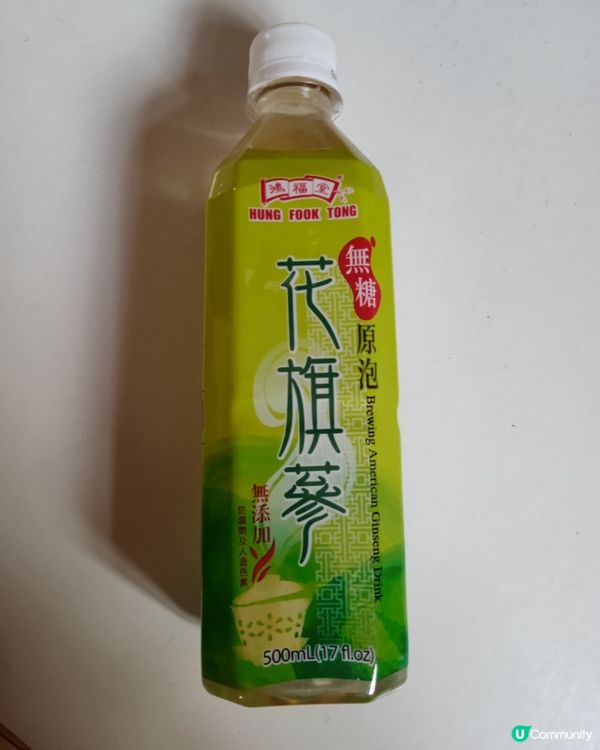 鴻福堂
HUNG FOOK TONG
無糖
原泡
花旗蔘
Brewing American Ginseng Drink
無添加
防腐劑及人造色素
500mL(17 fl.oz)
U Community